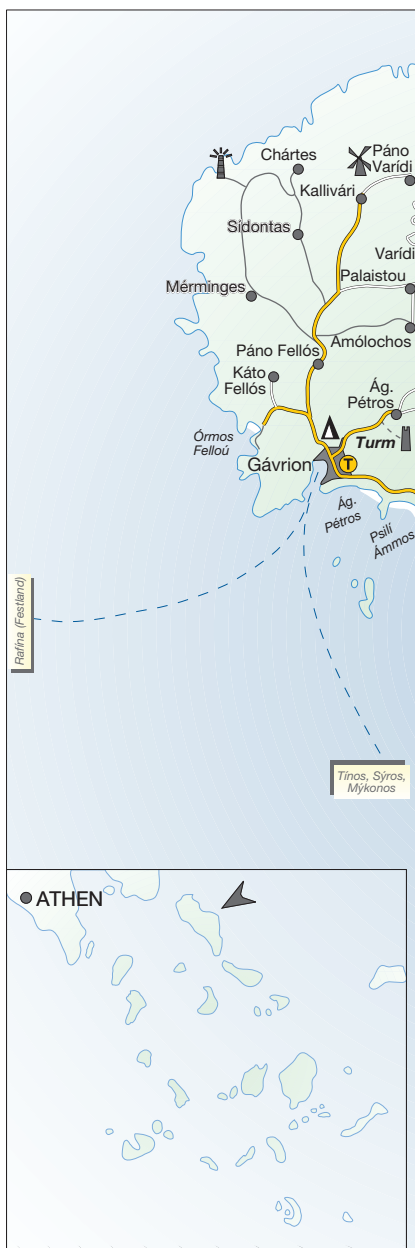 Chártes
Páno
Varídi
Kallivári
Sidontas
Varídi
Palaistou
Mérminges
Amólochos
Páno Fellós
Káto
Fellós
Ág.
Pétros
Órmos
Felloú
Turm
Gávrion
T
Ág.
Pétros
Psilí
Ámmos
Rafína (Festland)
Tínos, Sýros,
Mýkonos
ATHEN